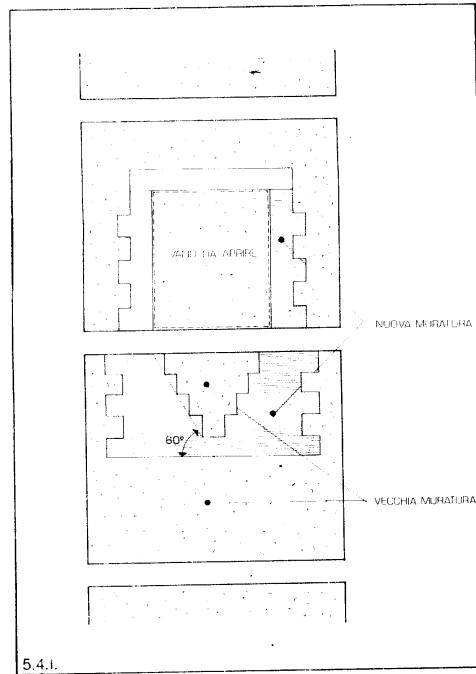 VANO DA APRIRE
NUOVA MURATURA
60°
VECCHIA MURATURA
5.4.I.